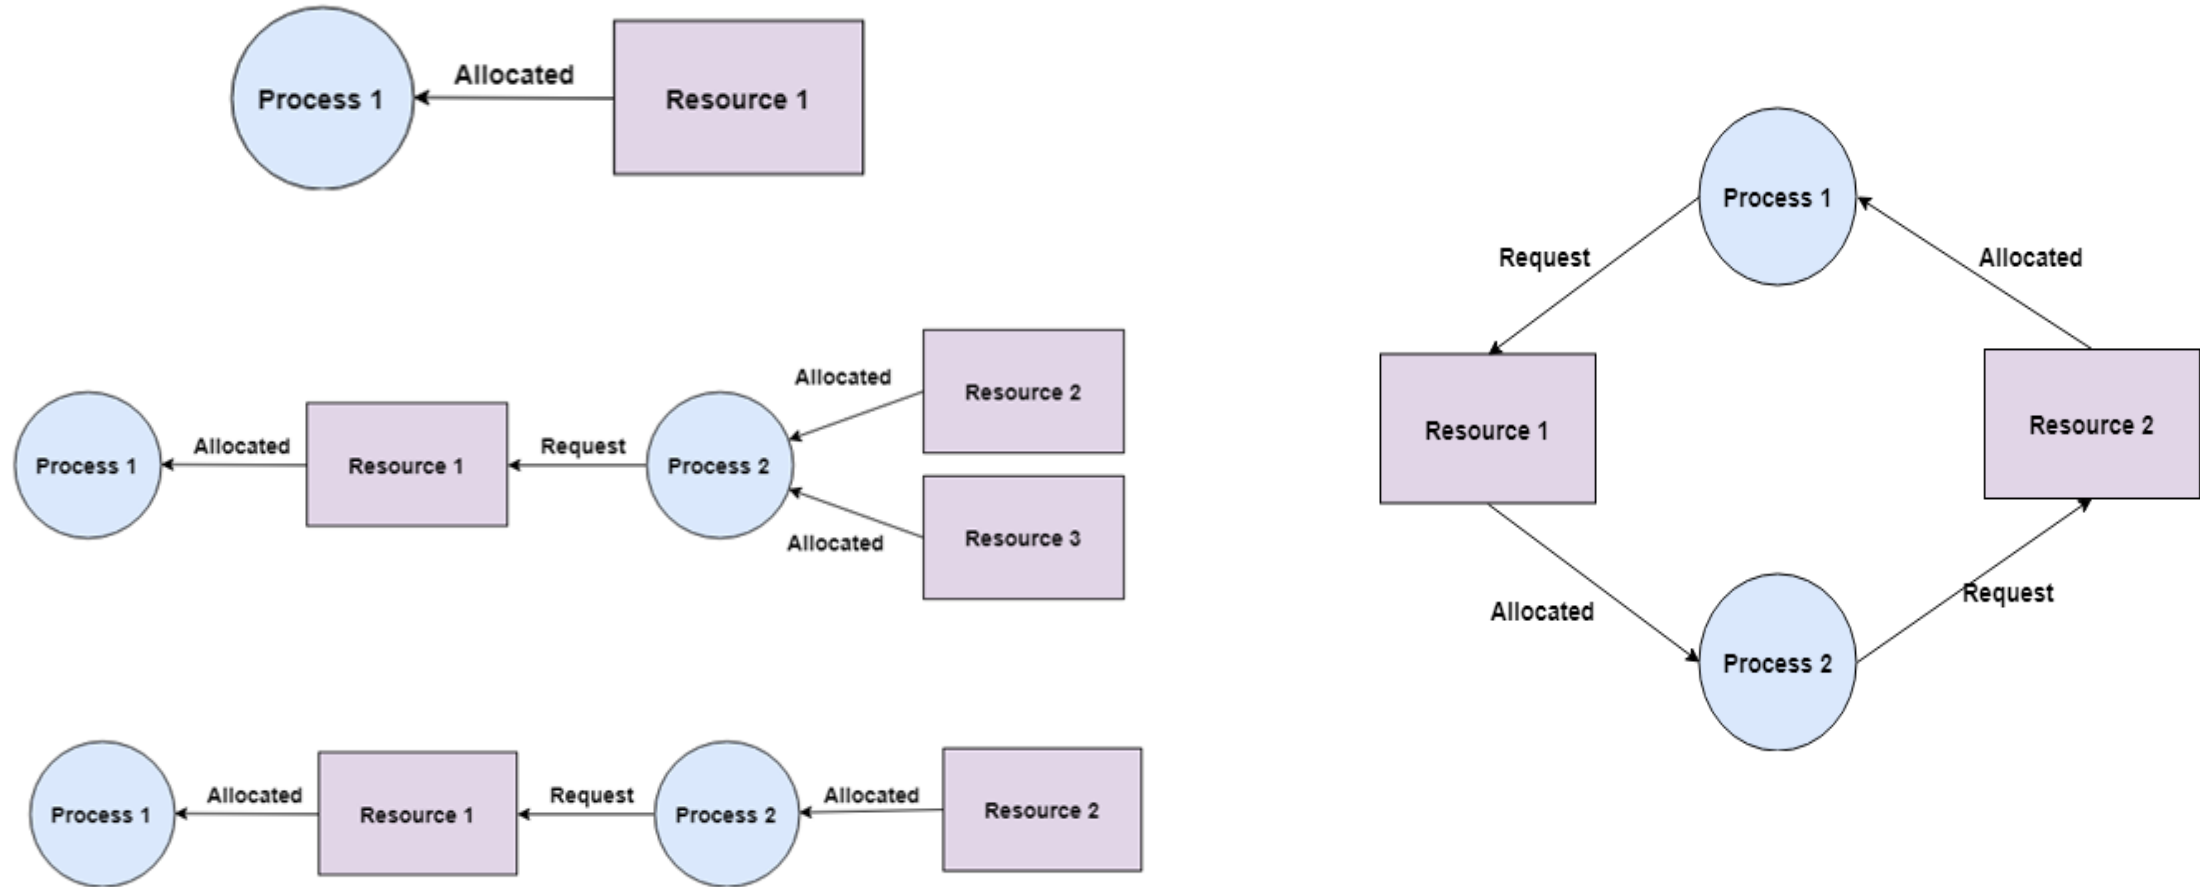 Process 1
Allocated
Resource 1
Process 1
Allocated
Resource 1
Request
Process 2
Allocated
Resource 2
Allocated
Resource 3
Process 1
Allocated
Resource 1
Request
Process 2
Allocated
Resource 2
Process 1
Request
Allocated
Resource 1
Resource 2
Allocated
Request
Process 2